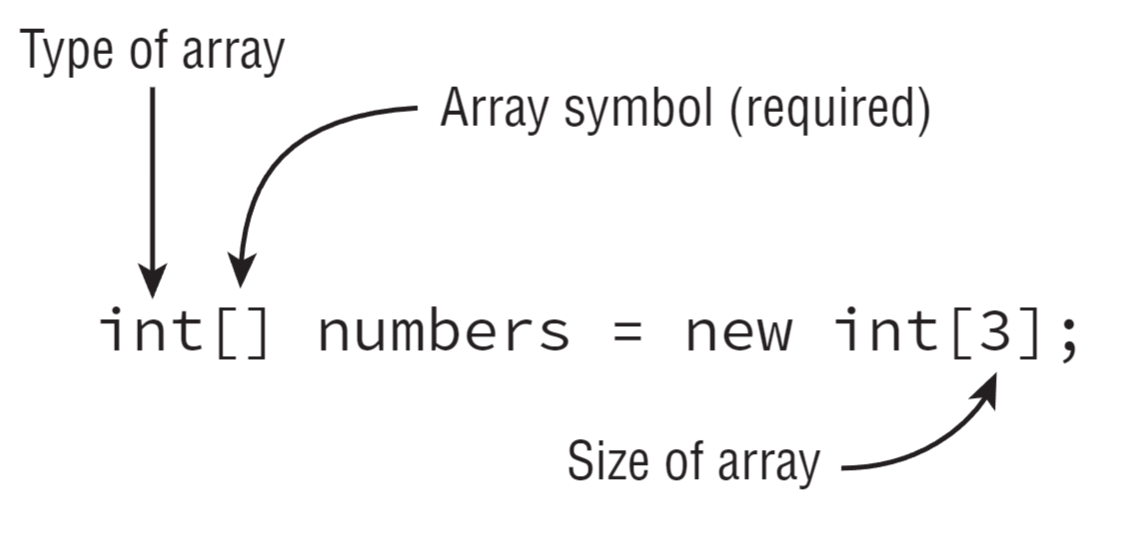 Type of array
Array symbol (required)
int[] numbers = new int[3];
Size of array